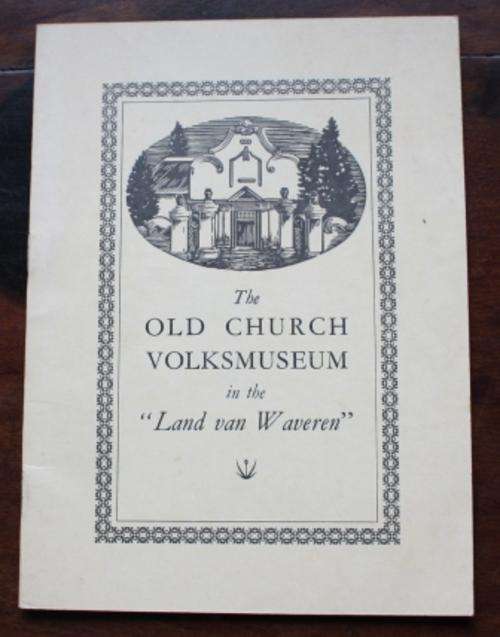 The
OLD CHURCH
VOLKSMUSEUM
in the
“Land van Waveren”